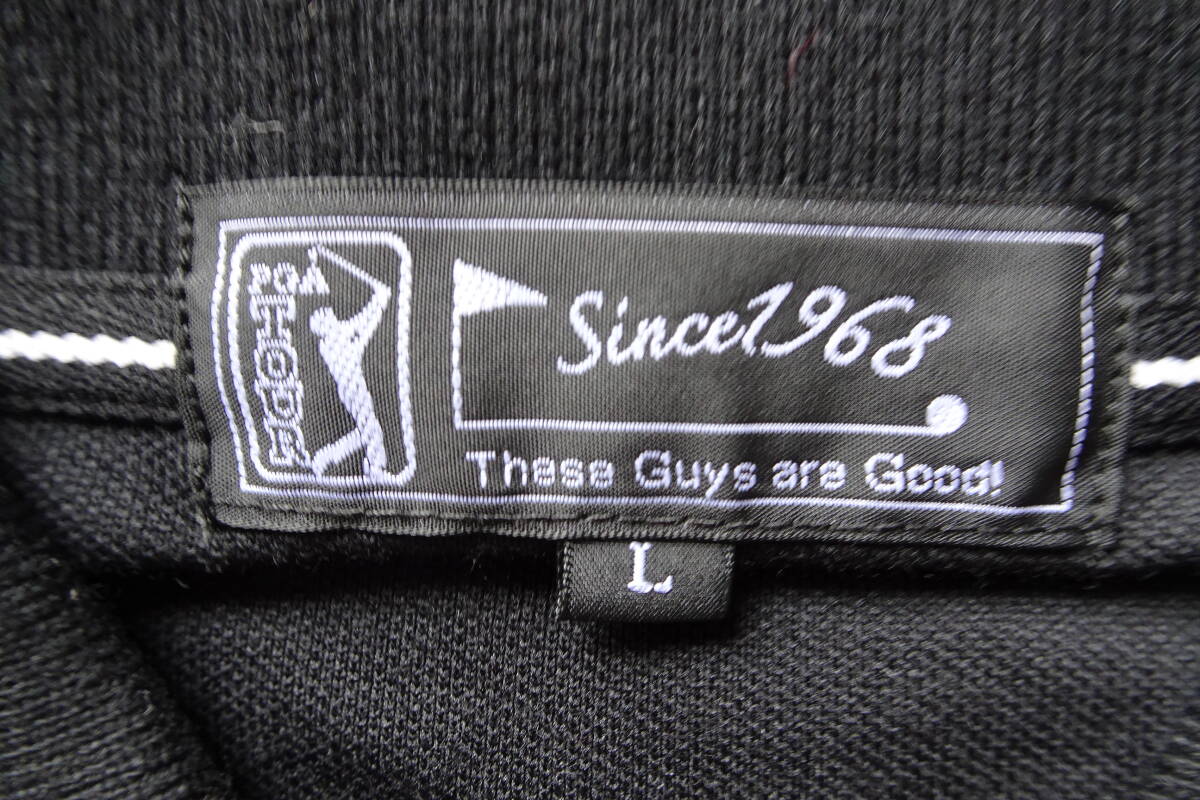 PGA
TOUR
Since1968
These Guys are Good!
L